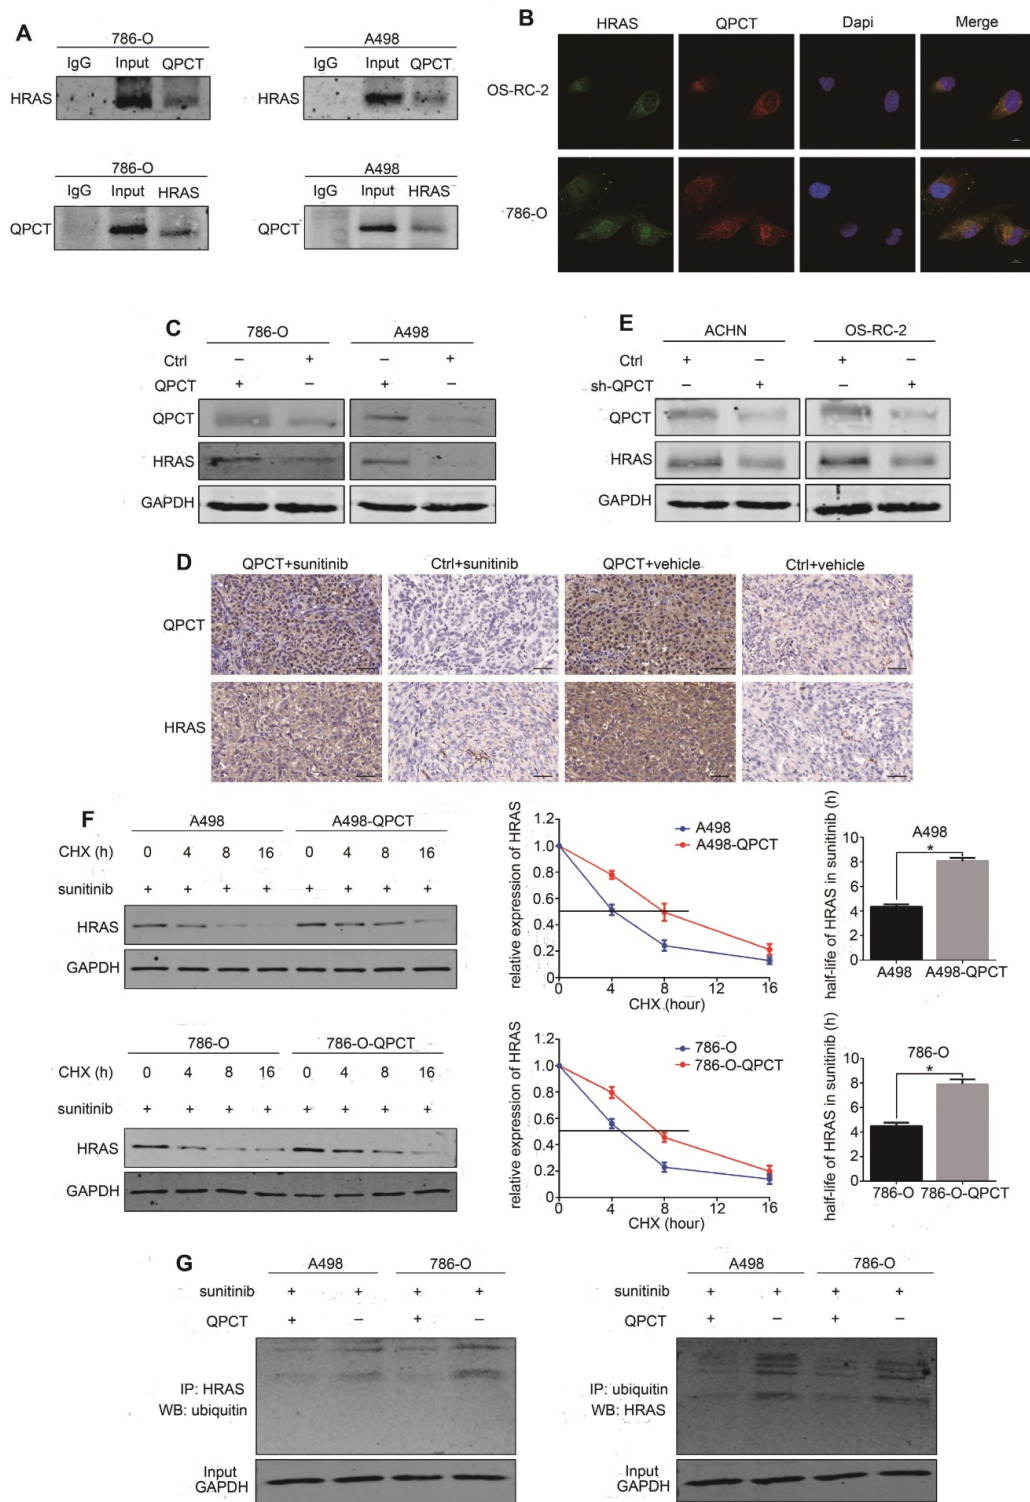 A
786-O
IgG Input QPCT
HRAS
A498
IgG Input QPCT
HRAS
786-O
IgG Input HRAS
QPCT
A498
IgG Input HRAS
QPCT
B
HRAS QPCT Dapi Merge
OS-RC-2
786-O
C
786-O A498
Ctrl – + – +
QPCT + – + –
QPCT
HRAS
GAPDH
E
ACHN OS-RC-2
Ctrl + – + –
sh-QPCT – + – +
QPCT
HRAS
GAPDH
D
QPCT+sunitinib Ctrl+sunitinib QPCT+vehicle Ctrl+vehicle
QPCT
HRAS
F
A498 A498-QPCT
CHX (h) 0 4 8 16 0 4 8 16
sunitinib + + + + + + + +
HRAS
GAPDH
relative expression of HRAS
1.2
1.0
0.8
0.6
0.4
0.2
0
0 4 8 12 16
CHX (hour)
A498
A498-QPCT
half-life of HRAS in sunitinib (h)
10
8
6
4
2
0
A498
*
A498 A498-QPCT
786-O 786-O-QPCT
CHX (h) 0 4 8 16 0 4 8 16
sunitinib + + + + + + + +
HRAS
GAPDH
relative expression of HRAS
1.2
1.0
0.8
0.6
0.4
0.2
0
0 4 8 12 16
CHX (hour)
786-O
786-O-QPCT
half-life of HRAS in sunitinib (h)
10
8
6
4
2
0
786-O
*
786-O 786-O-QPCT
G
A498 786-O
sunitinib + + + +
QPCT + – + –
IP: HRAS
WB: ubiquitin
Input
GAPDH
A498 786-O
sunitinib + + + +
QPCT + – + –
IP: ubiquitin
WB: HRAS
Input
GAPDH